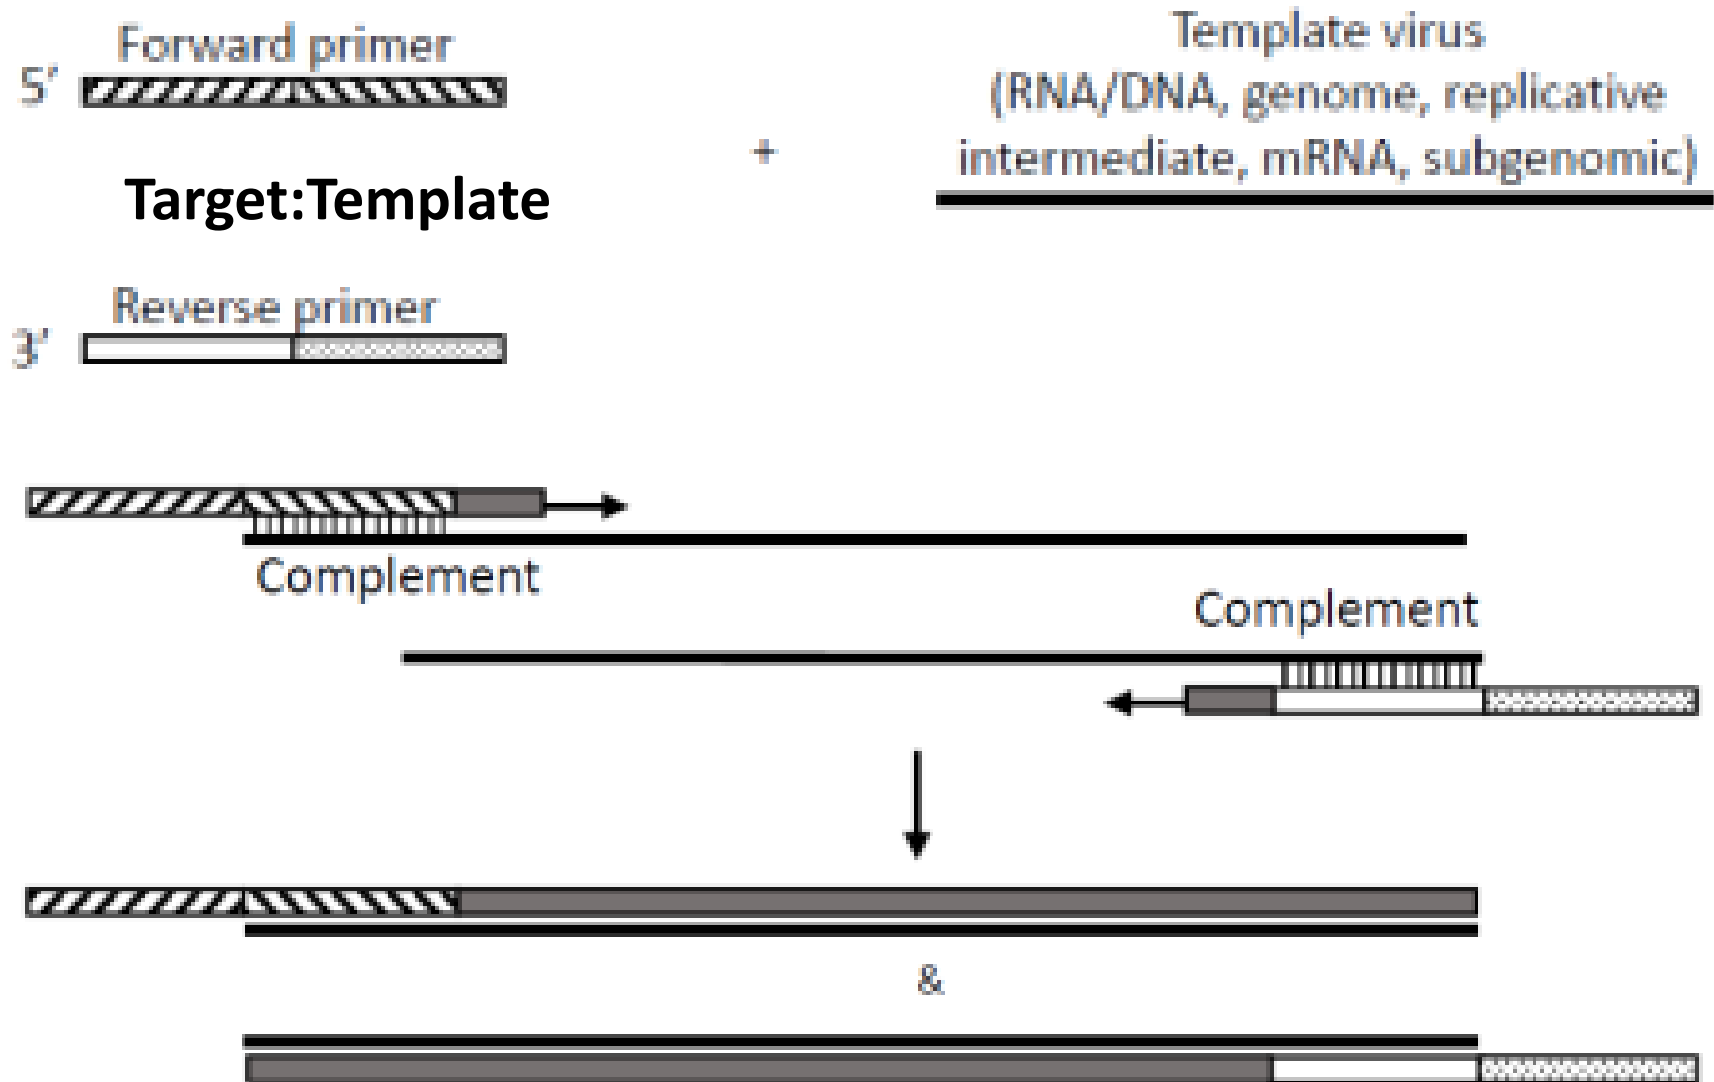 Forward primer
5′
Target:Template
Reverse primer
3′
+
Template virus
(RNA/DNA, genome, replicative
intermediate, mRNA, subgenomic)
Complement
Complement
&